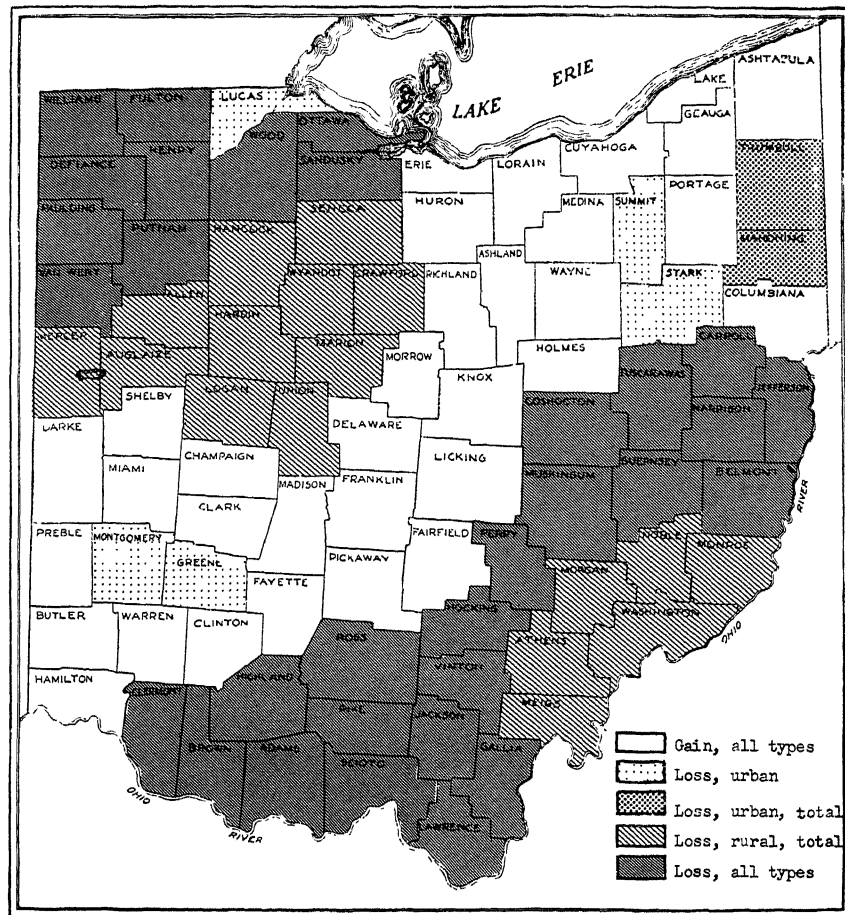 LAKE ERIE
ASHTABULA
LAKE
GEAUGA
WILLIAMS
FULTON
LUCAS
OTTAWA
WOOD
CUYAHOGA
TRUMBULL
HENRY
DEFIANCE
SANDUSKY
ERIE
LORAIN
PORTAGE
SUMMIT
MEDINA
HURON
PAULDING
SENECA
PUTNAM
HANCOCK
MAHONING
ASHLAND
VAN WERT
WYANDOT
CRAWFORD
RICHLAND
WAYNE
STARK
COLUMBIANA
ALLEN
HARDIN
MERCER
AUGLAIZE
MARION
MORROW
HOLMES
CARROLL
TUSCARAWAS
JEFFERSON
KNOX
LOGAN
UNION
SHELBY
COSHOCTON
HARRISON
DARKE
DELAWARE
CHAMPAIGN
LICKING
GUERNSEY
BELMONT
MIAMI
MUSKINGUM
FRANKLIN
MADISON
CLARK
RIVER
PREBLE
MONTGOMERY
FAIRFIELD
PERRY
NOBLE
MONROE
GREENE
PICKAWAY
MORGAN
FAYETTE
HOCKING
WASHINGTON
BUTLER
WARREN
CLINTON
ROSS
ATHENS
OHIO
VINTON
HAMILTON
CLERMONT
HIGHLAND
PIKE
MEIGS
JACKSON
BROWN
ADAMS
SCIOTO
GALLIA
OHIO
RIVER
LAWRENCE
Gain, all types
Loss, urban
Loss, urban, total
Loss, rural, total
Loss, all types